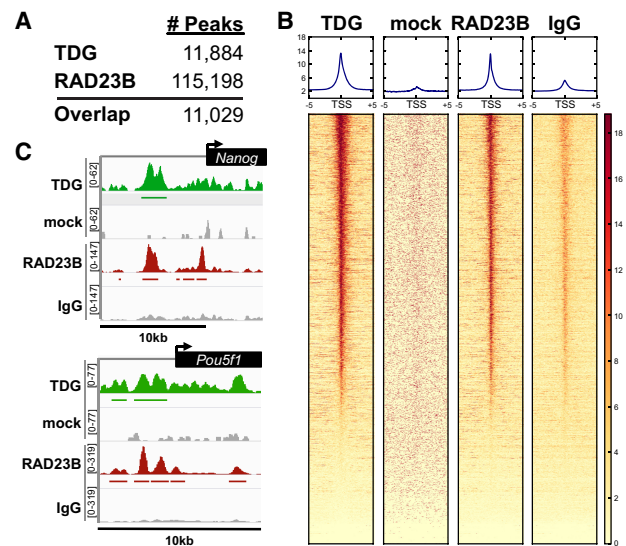 A
# Peaks
TDG 11,884
RAD23B 115,198
Overlap 11,029
B
TDG mock RAD23B IgG
18
14
10
6
2
-5 TSS +5 -5 TSS +5 -5 TSS +5 -5 TSS +5
18
16
14
12
10
8
6
4
2
0
C
Nanog
TDG [0-62]
mock [0-62]
RAD23B [0-147]
IgG [0-147]
10kb
Pou5f1
TDG [0-77]
mock [0-77]
RAD23B [0-319]
IgG [0-319]
10kb